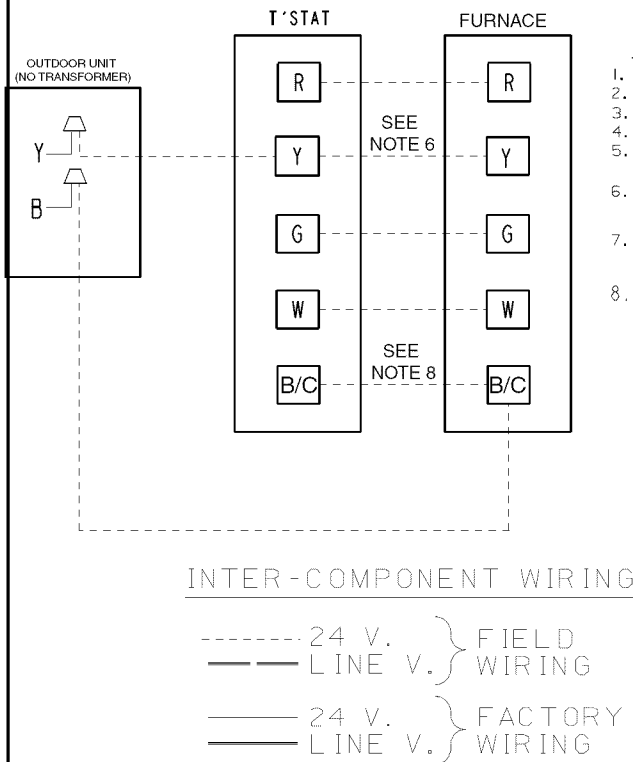 T'STAT
FURNACE
OUTDOOR UNIT
(NO TRANSFORMER)
Y
B
R
R
SEE
NOTE 6
Y
Y
G
G
W
W
SEE
NOTE 8
B/C
B/C
1.
2.
3.
4.
5.
6.
7.
8.
INTER-COMPONENT WIRING
24 V.
LINE V.
FIELD
WIRING
24 V.
LINE V.
FACTORY
WIRING